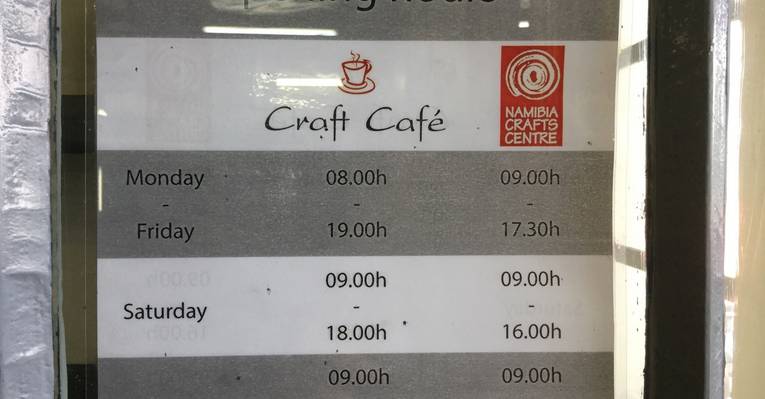 Craft Café
NAMIBIA
CRAFTS
CENTRE
Monday 08.00h 09.00h
- - -
Friday 19.00h 17.30h
09.00h 09.00h
Saturday - -
18.00h 16.00h
09.00h 09.00h